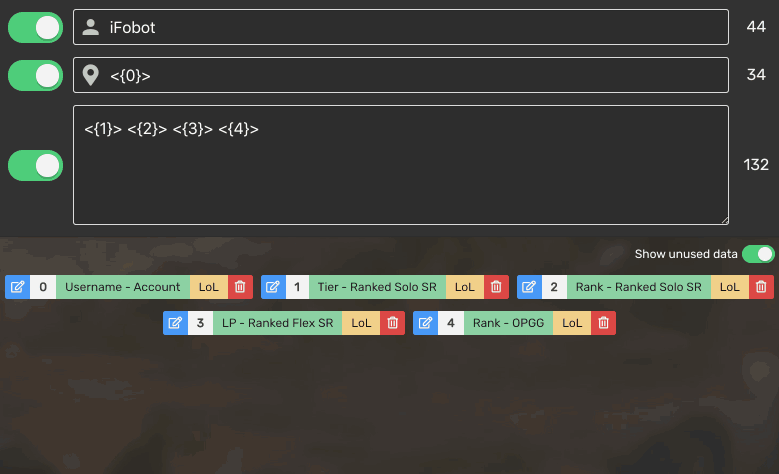 iFobot 44
<{0}> 34
<{1}> <{2}> <{3}> <{4}> 132
Show unused data
0 Username - Account LoL 1 Tier - Ranked Solo SR LoL 2 Rank - Ranked Solo SR LoL
3 LP - Ranked Flex SR LoL 4 Rank - OPGG LoL